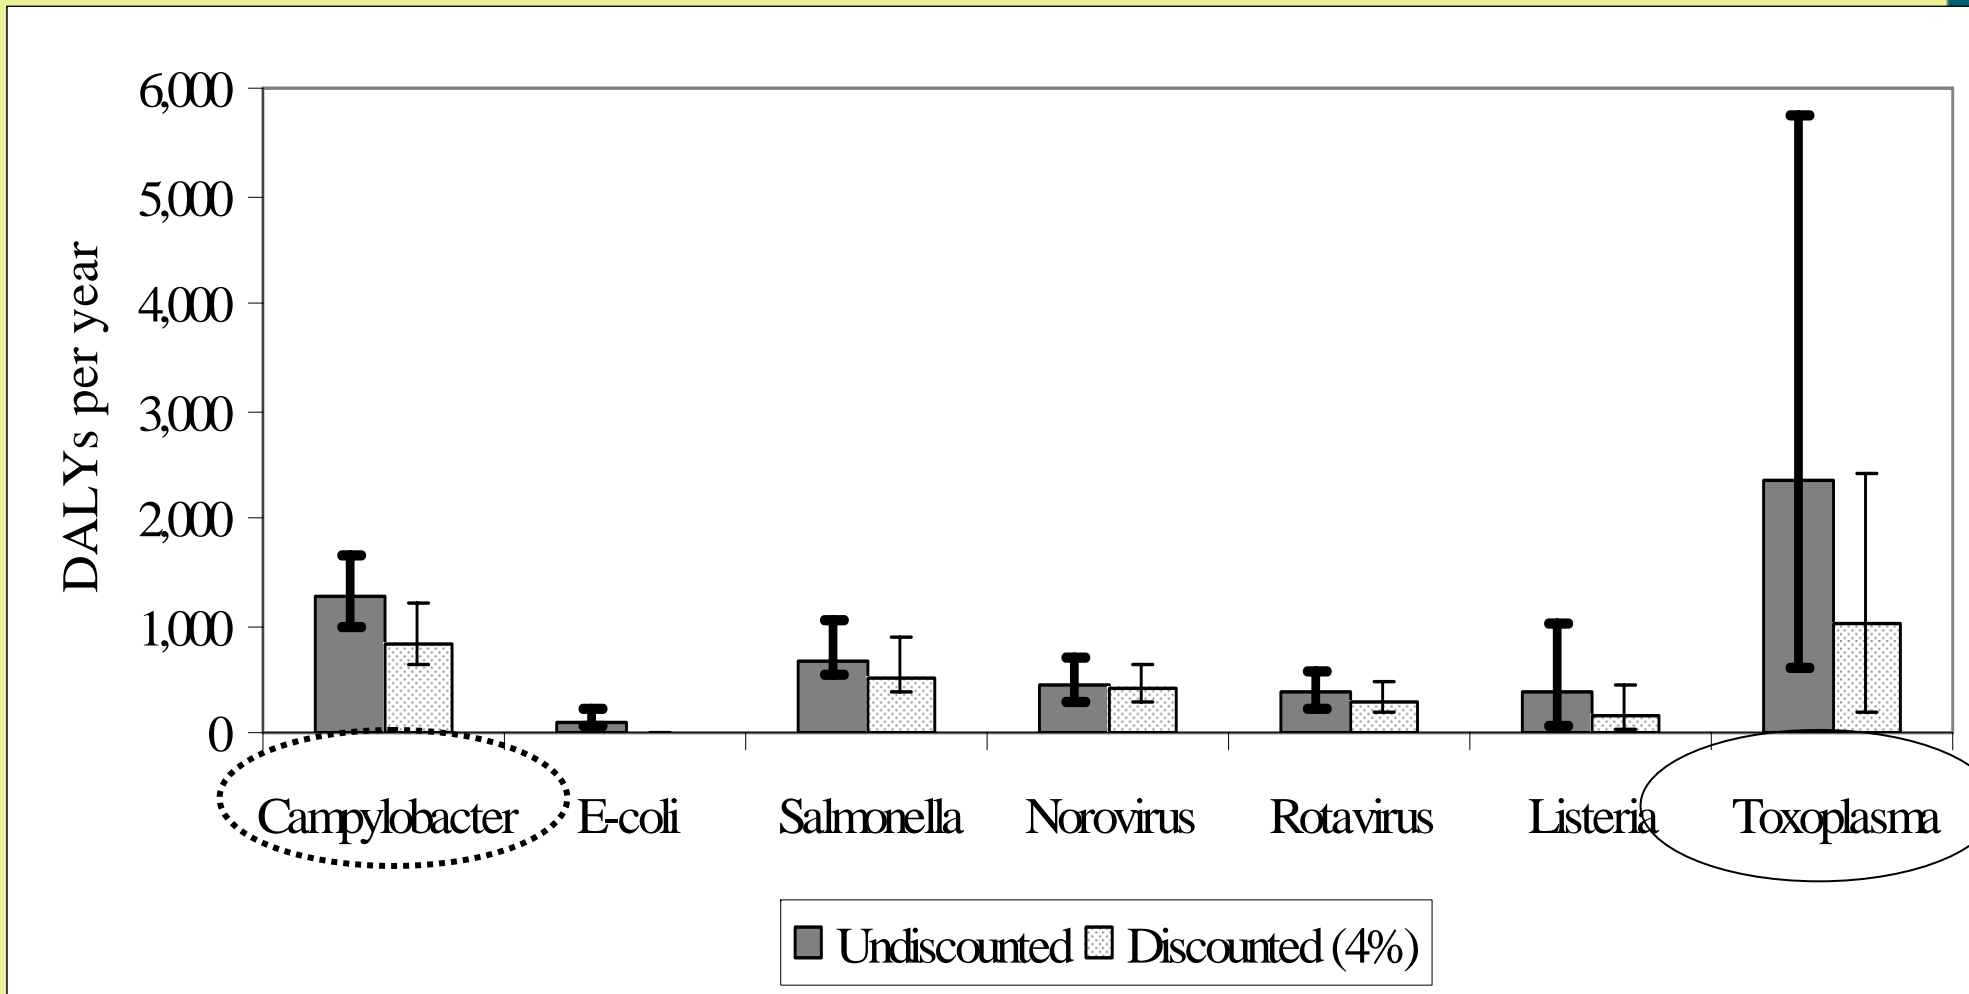 6,000
5,000
4,000
3,000
2,000
1,000
0
DALYs per year
Campylobacter E-coli Salmonella Norovirus Rotavirus Listeria Toxoplasma
Undiscounted Discounted (4%)